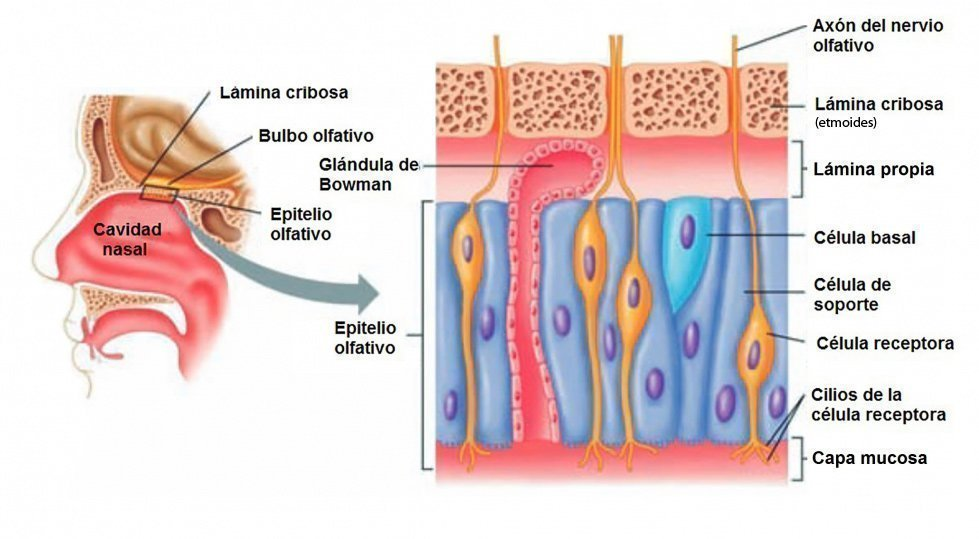 Lámina cribosa
Bulbo olfativo
Glándula de
Bowman
Epitelio
olfativo
Cavidad
nasal
Epitelio
olfativo
Axón del nervio
olfativo
Lámina cribosa
(etmoides)
Lámina propia
Célula basal
Célula de
soporte
Célula receptora
Cilios de la
célula receptora
Capa mucosa